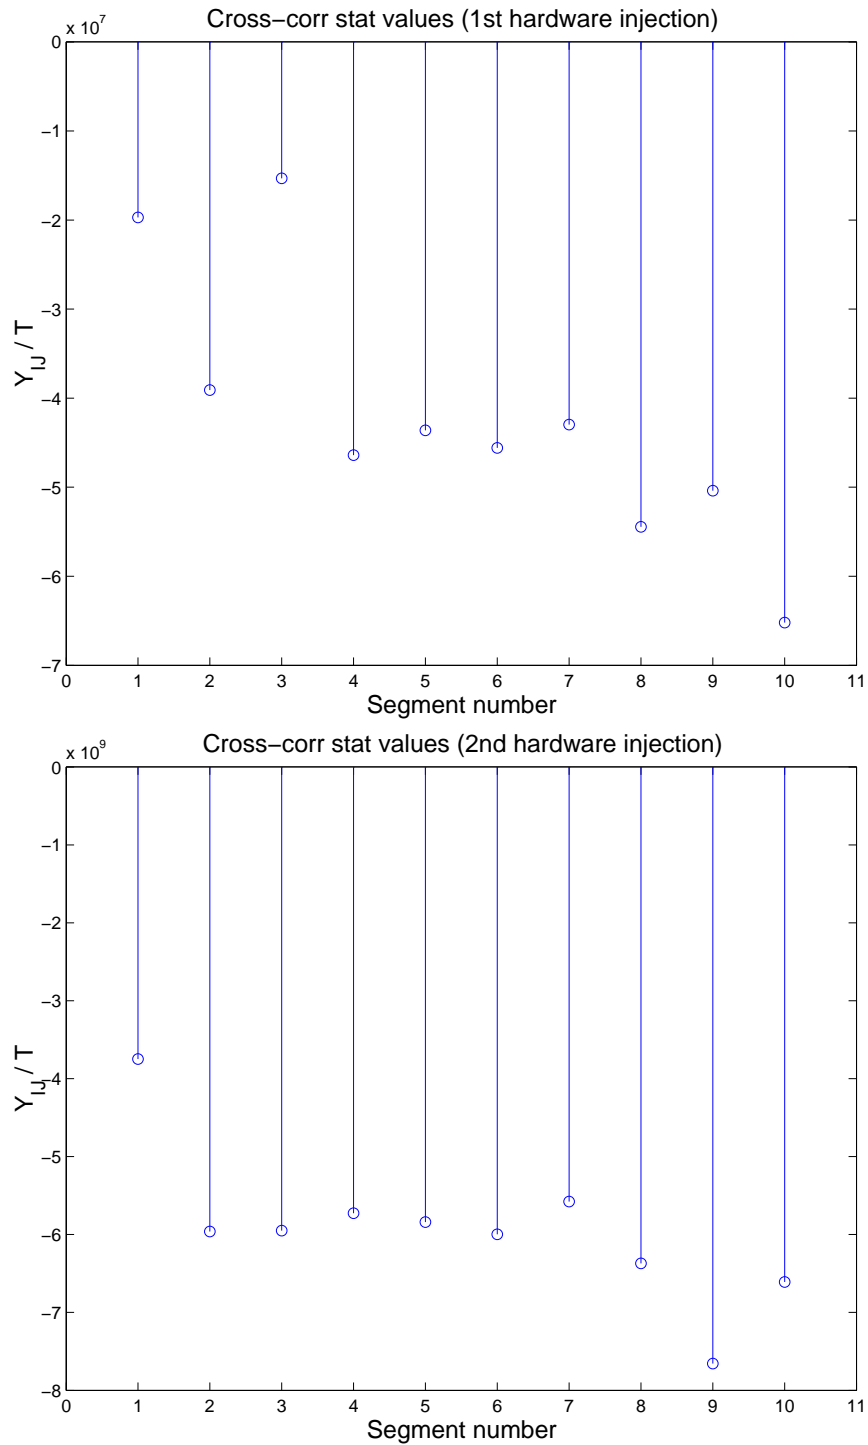 Cross−corr stat values (1st hardware injection)
x 10^7
0
−1
−2
−3
−4
−5
−6
−7
Y_IJ / T
0 1 2 3 4 5 6 7 8 9 10 11
Segment number
Cross−corr stat values (2nd hardware injection)
x 10^9
0
−1
−2
−3
−4
−5
−6
−7
−8
Y_IJ / T
0 1 2 3 4 5 6 7 8 9 10 11
Segment number